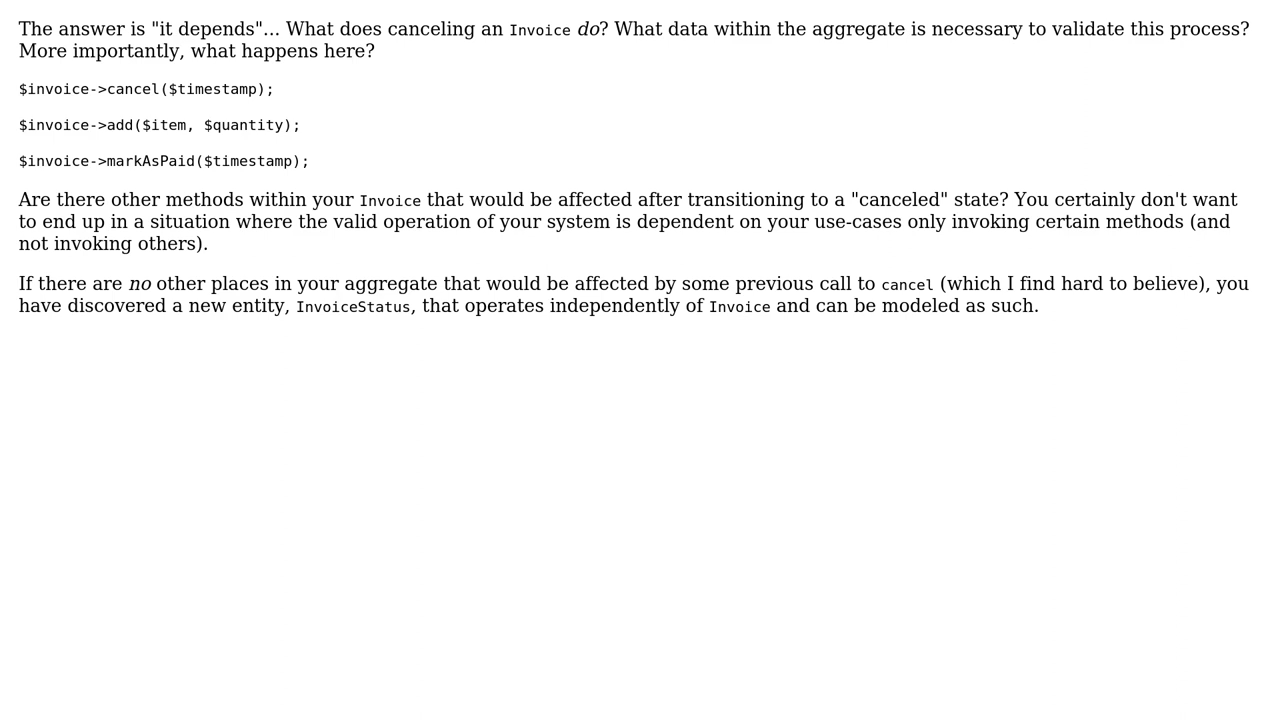 The answer is "it depends"... What does canceling an Invoice do? What data within the aggregate is necessary to validate this process?
More importantly, what happens here?
$invoice->cancel($timestamp);
$invoice->add($item, $quantity);
$invoice->markAsPaid($timestamp);
Are there other methods within your Invoice that would be affected after transitioning to a "canceled" state? You certainly don't want
to end up in a situation where the valid operation of your system is dependent on your use-cases only invoking certain methods (and
not invoking others).
If there are no other places in your aggregate that would be affected by some previous call to cancel (which I find hard to believe), you
have discovered a new entity, InvoiceStatus, that operates independently of Invoice and can be modeled as such.